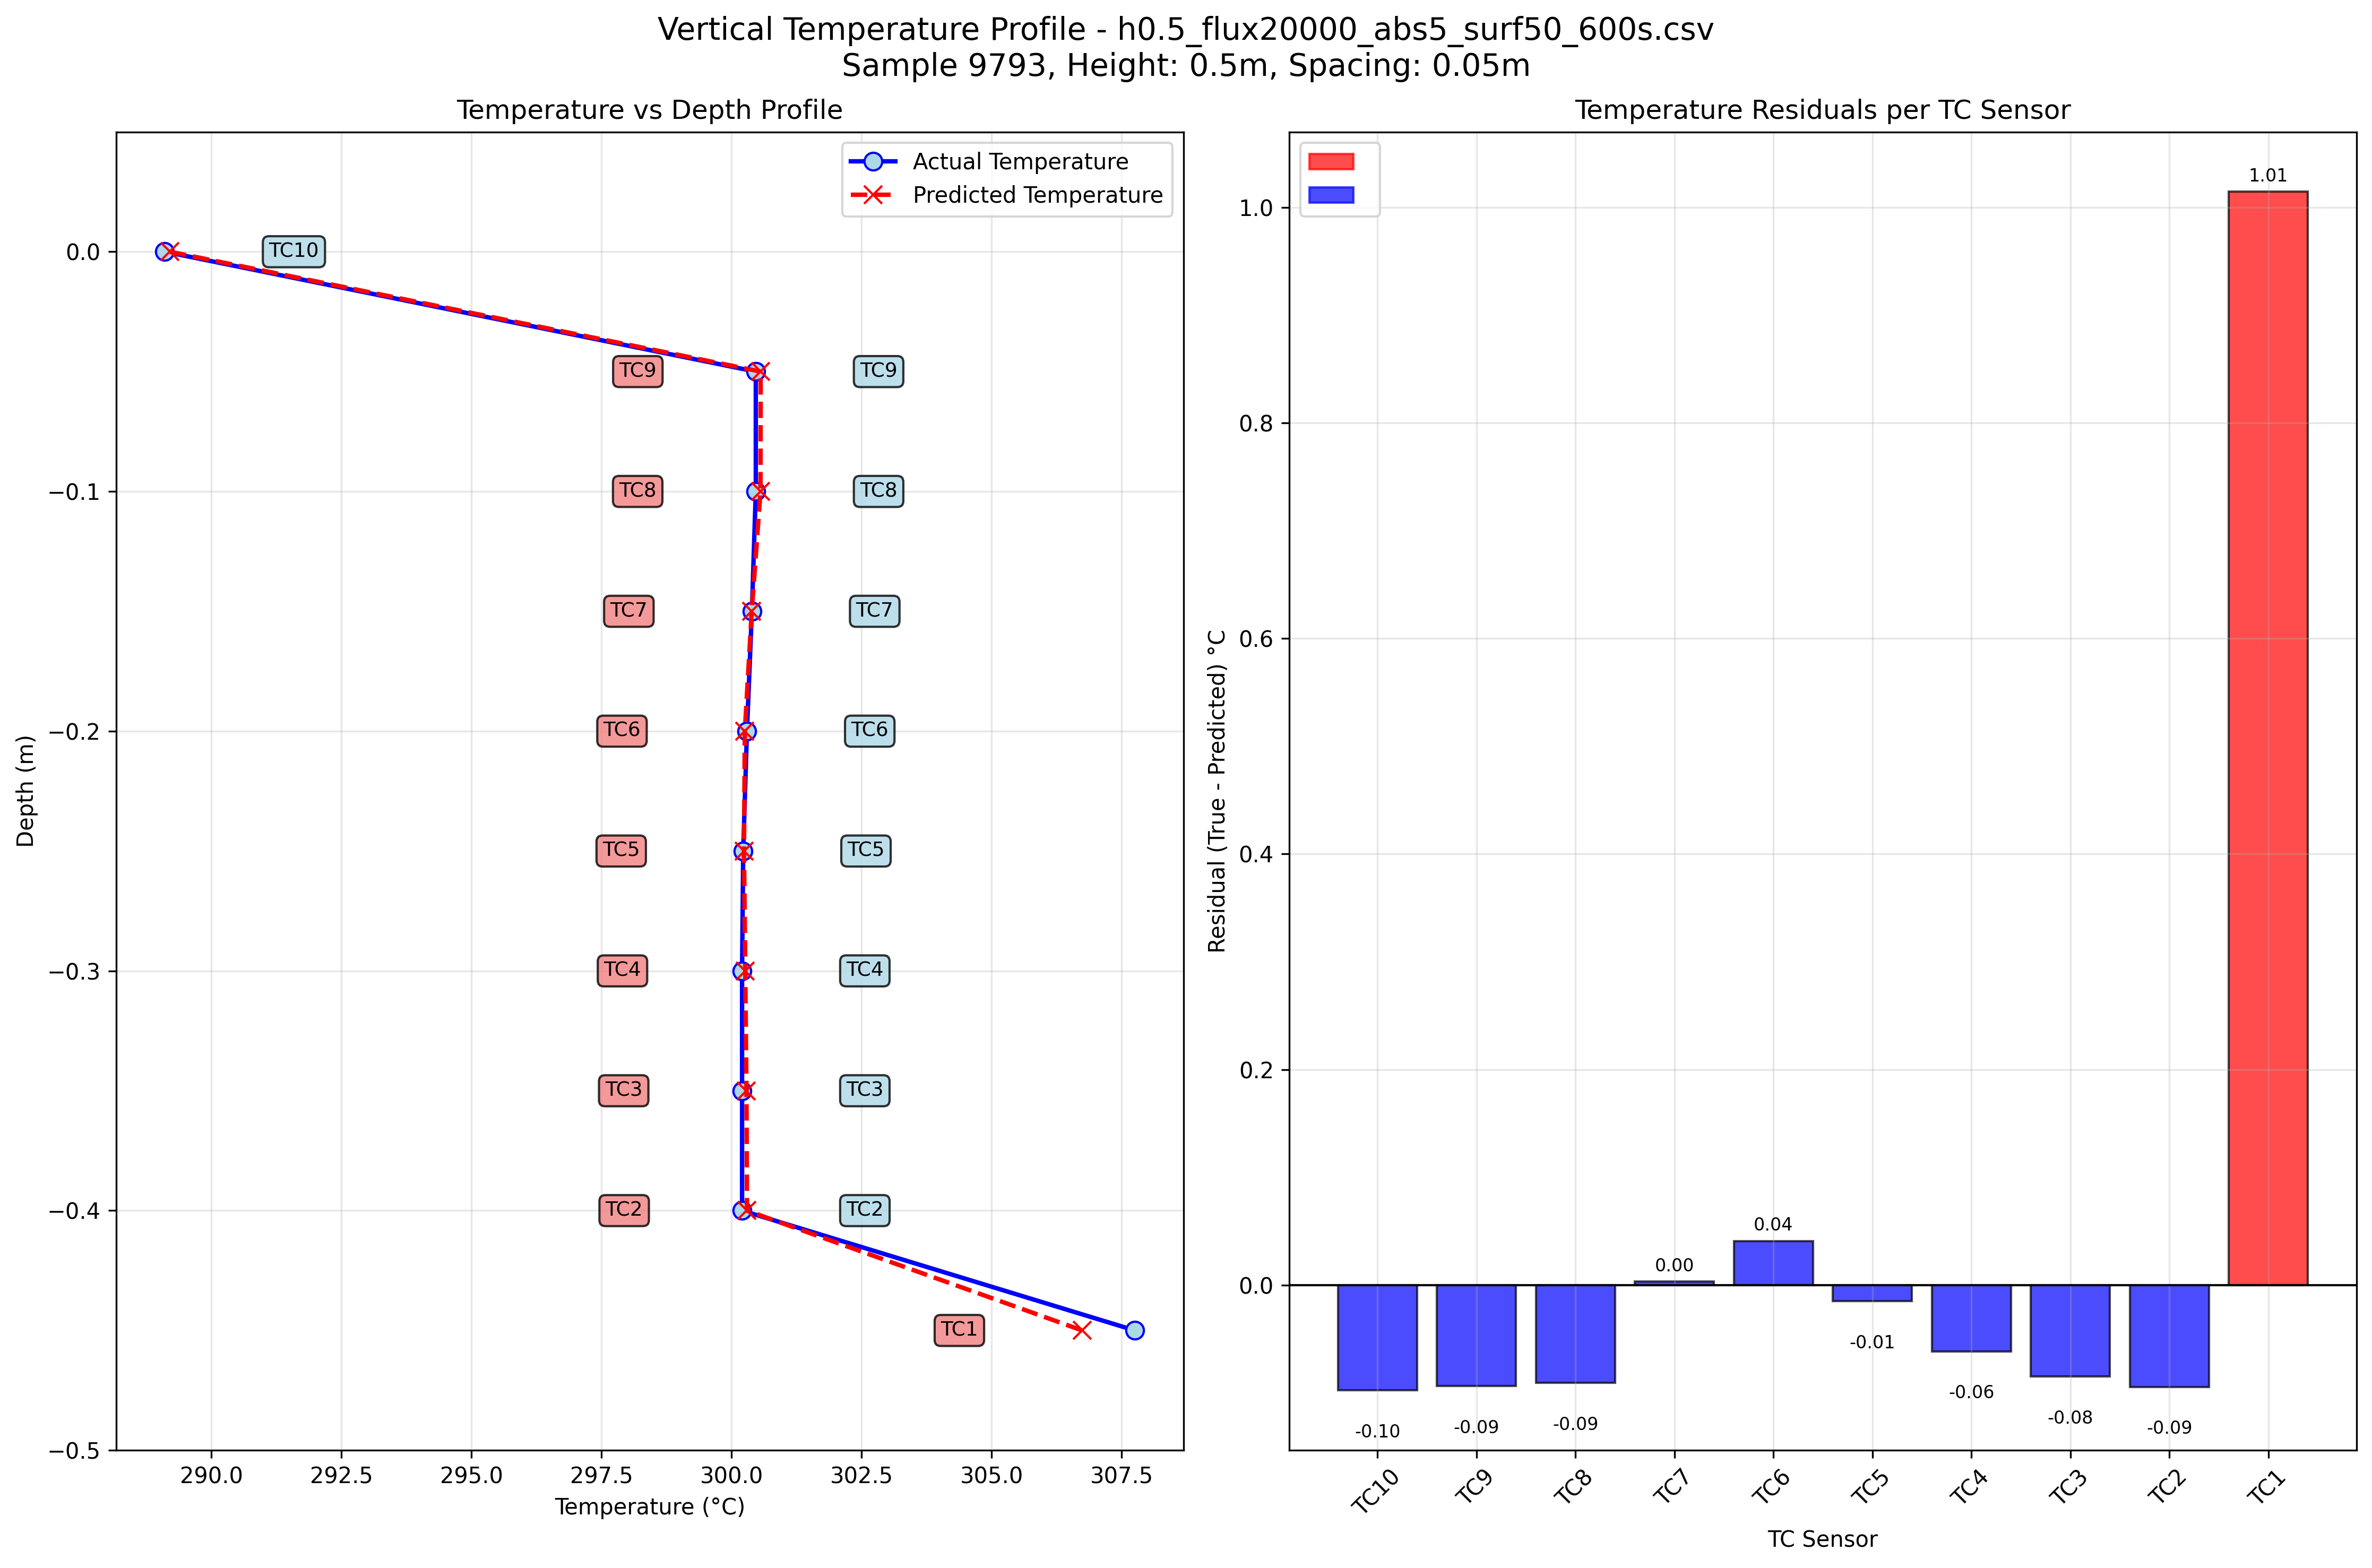 Vertical Temperature Profile - h0.5_flux20000_abs5_surf50_600s.csv
Sample 9793, Height: 0.5m, Spacing: 0.05m
Temperature vs Depth Profile
Actual Temperature
Predicted Temperature
TC10
TC9 TC9
TC8 TC8
TC7 TC7
TC6 TC6
TC5 TC5
TC4 TC4
TC3 TC3
TC2 TC2
TC1
0.0
−0.1
−0.2
−0.3
−0.4
−0.5
Depth (m)
290.0 292.5 295.0 297.5 300.0 302.5 305.0 307.5
Temperature (°C)
Temperature Residuals per TC Sensor
1.01
0.04
0.00
-0.01
-0.06
-0.08
-0.10 -0.09 -0.09 -0.09
1.0
0.8
0.6
0.4
0.2
0.0
Residual (True - Predicted) °C
TC10 TC9 TC8 TC7 TC6 TC5 TC4 TC3 TC2 TC1
TC Sensor